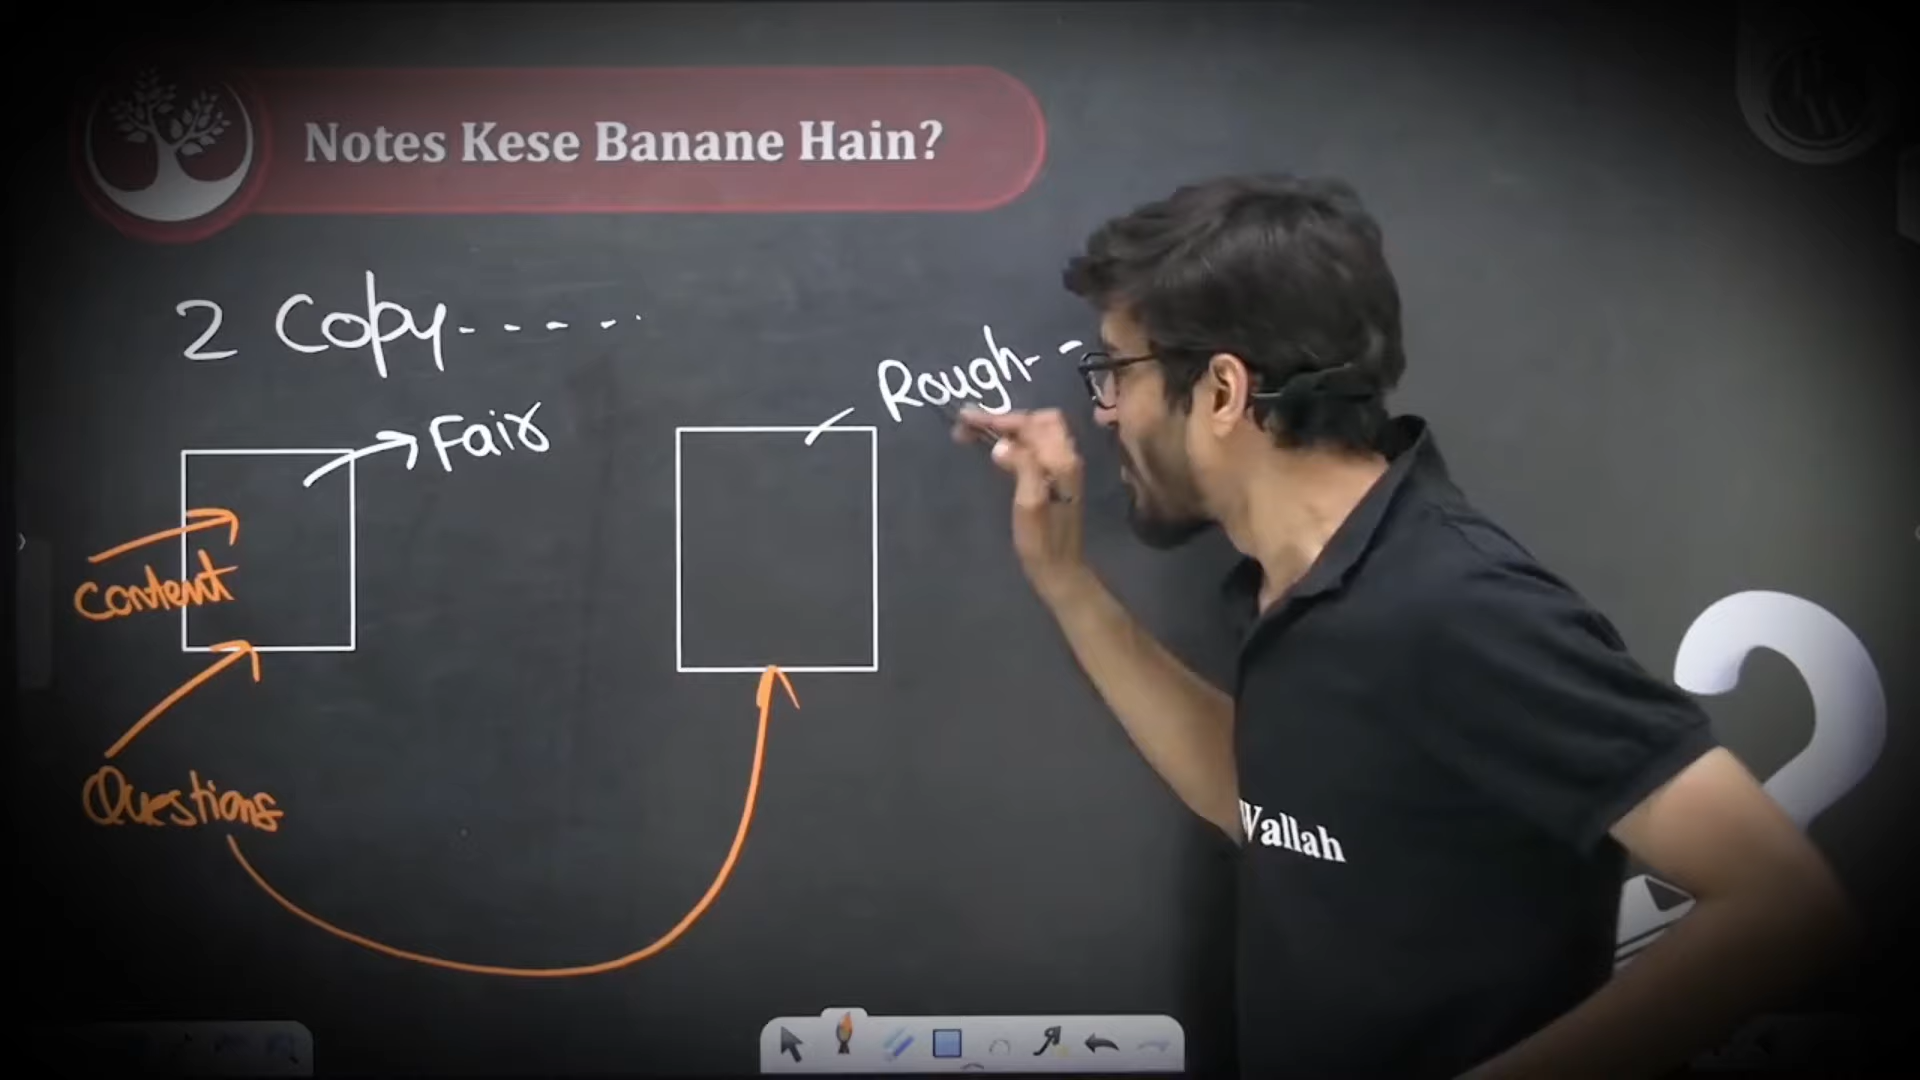 Notes Kese Banane Hain?
2 Copy-----
Rough--
Fair
Content
Questions
Wallah